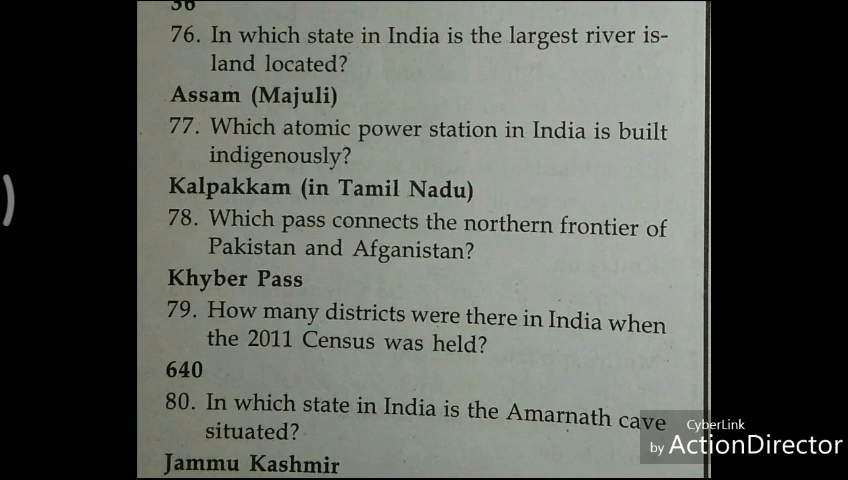 36
76. In which state in India is the largest river is-
land located?
Assam (Majuli)
77. Which atomic power station in India is built
indigenously?
Kalpakkam (in Tamil Nadu)
78. Which pass connects the northern frontier of
Pakistan and Afganistan?
Khyber Pass
79. How many districts were there in India when
the 2011 Census was held?
640
80. In which state in India is the Amarnath cave
situated?
Jammu Kashmir
CyberLink
by ActionDirector